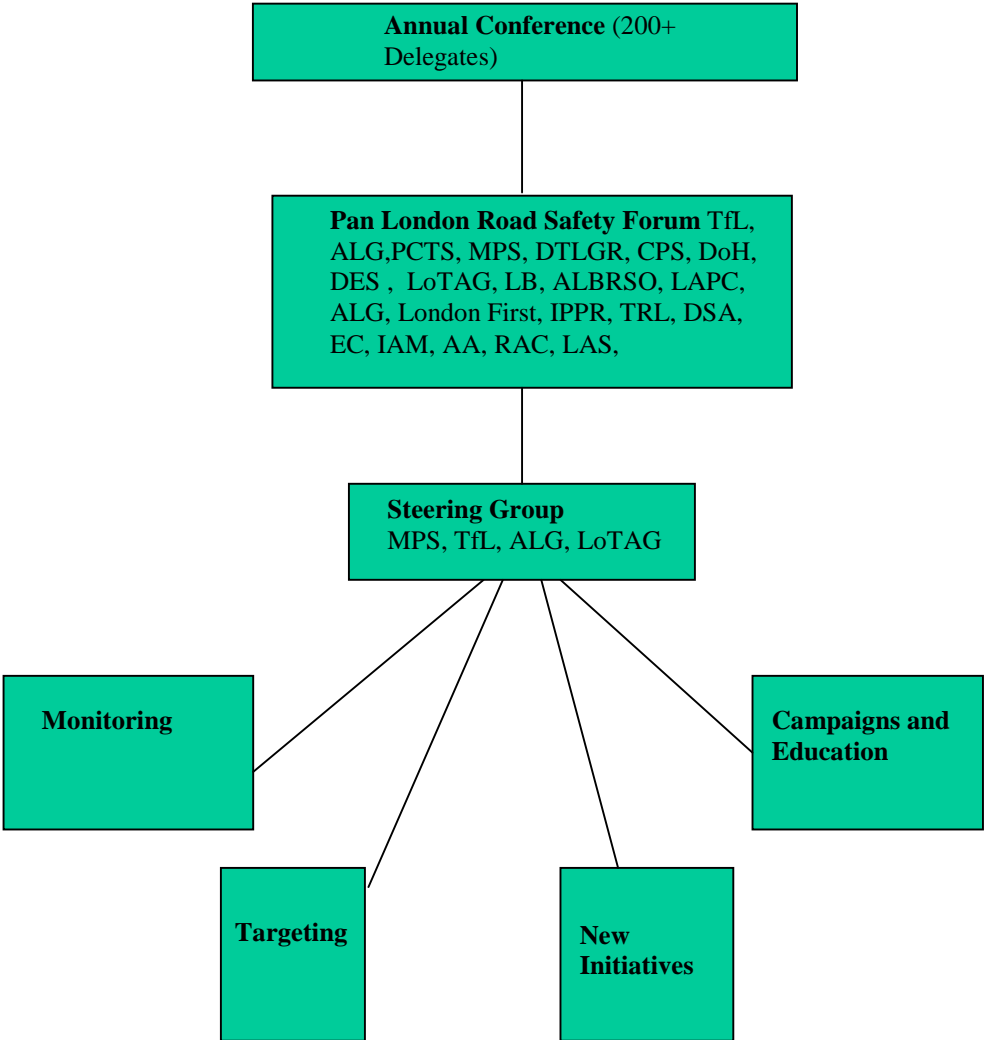 Annual Conference (200+
Delegates)
Pan London Road Safety Forum TfL,
ALG,PCTS, MPS, DTLGR, CPS, DoH,
DES , LoTAG, LB, ALBRSO, LAPC,
ALG, London First, IPPR, TRL, DSA,
EC, IAM, AA, RAC, LAS,
Steering Group
MPS, TfL, ALG, LoTAG
Monitoring
Campaigns and
Education
Targeting
New
Initiatives